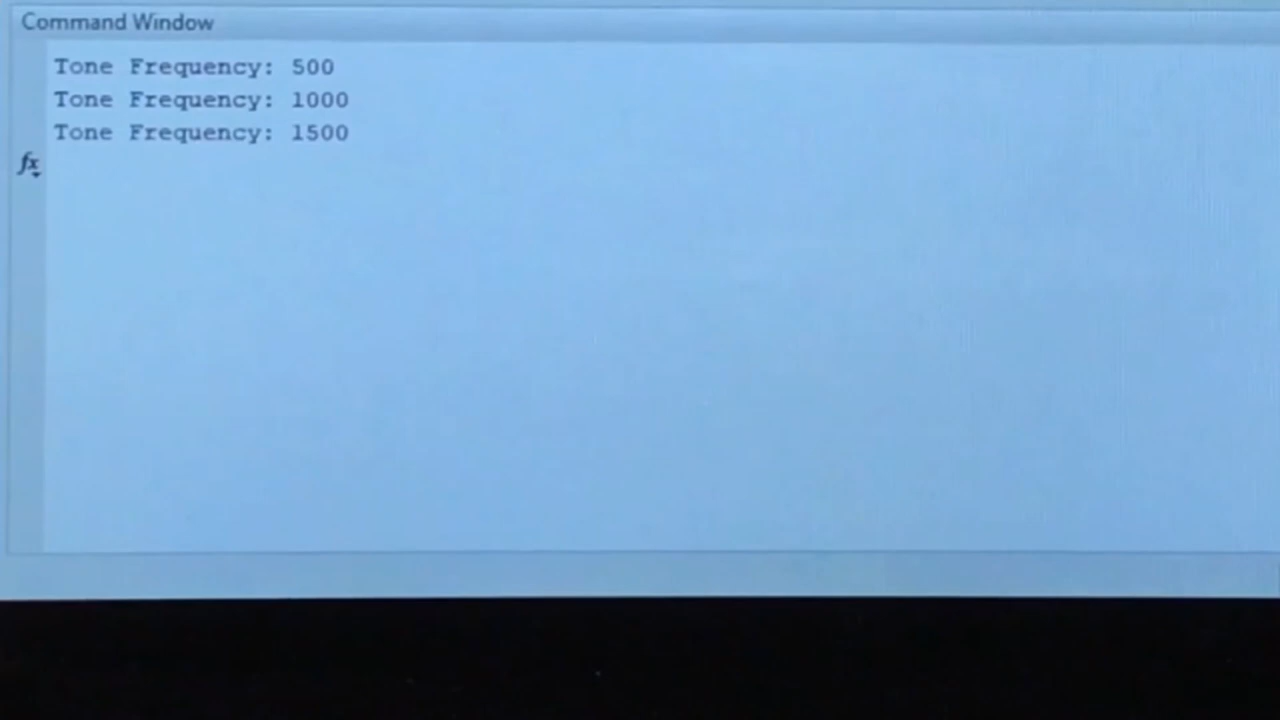 Command Window
Tone Frequency: 500
Tone Frequency: 1000
Tone Frequency: 1500
fx